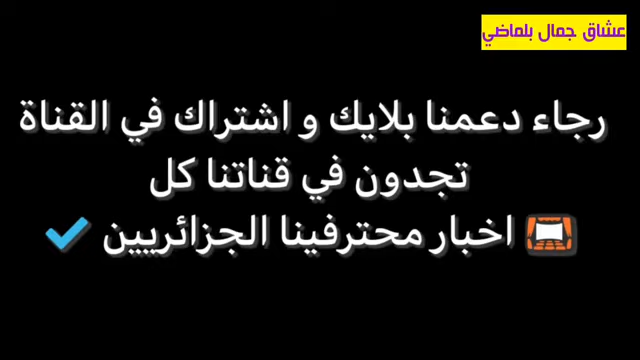 عشاق جمال بلماضي
رجاء دعمنا بلايك و اشتراك في القناة
تجدون في قناتنا كل
اخبار محترفينا الجزائريين